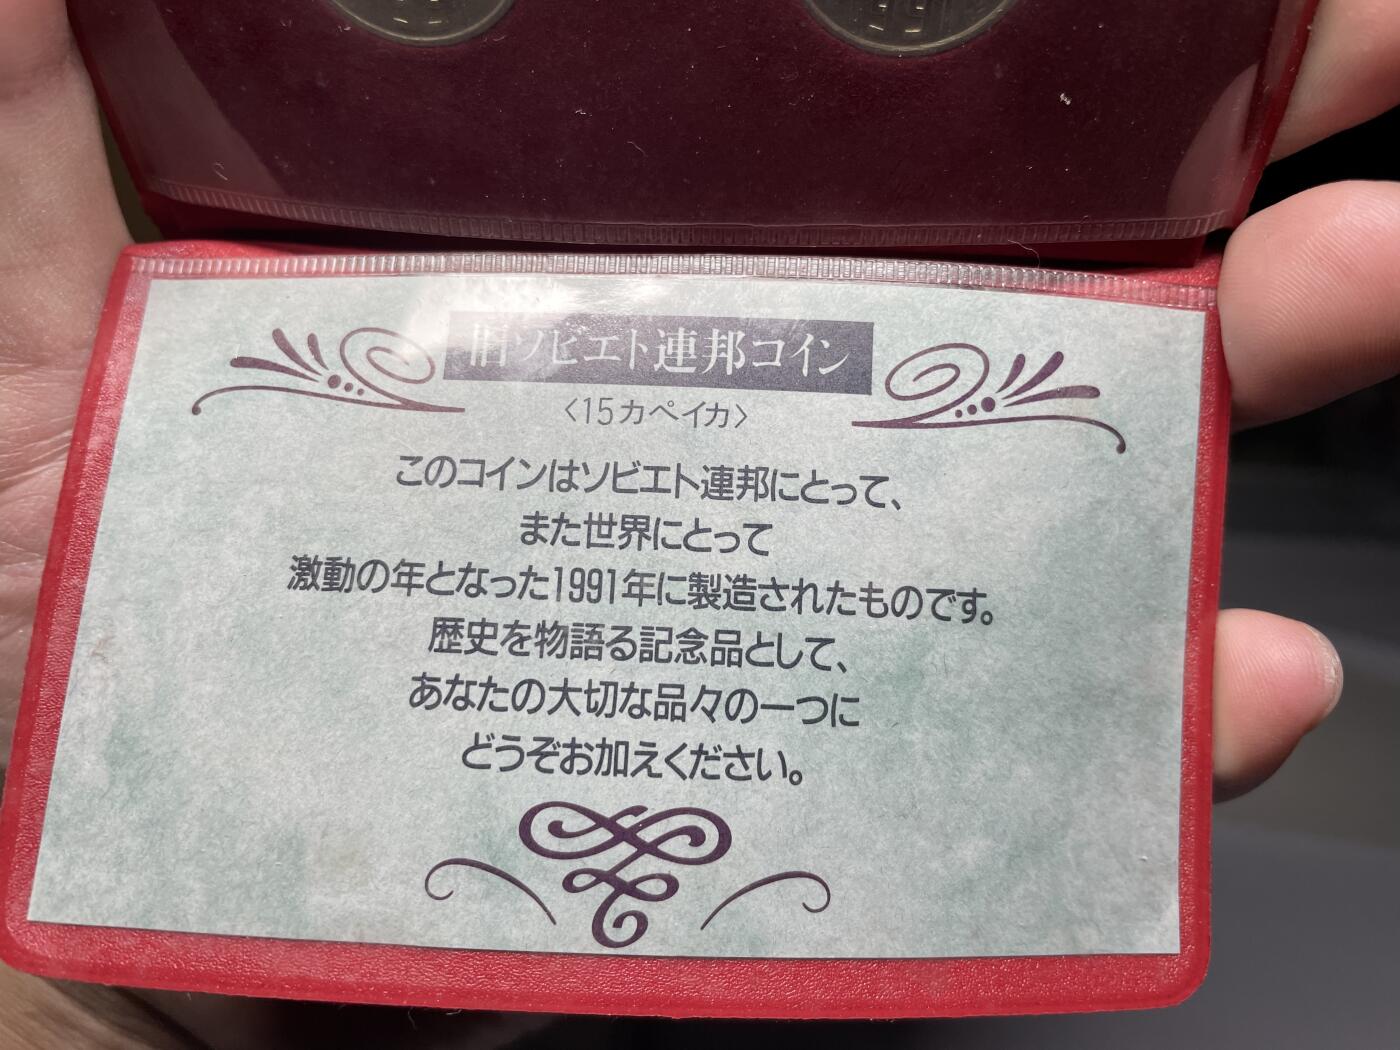 旧ソビエト連邦コイン
〈15カペイカ〉
このコインはソビエト連邦にとって、
また世界にとって
激動の年となった1991年に製造されたものです。
歴史を物語る記念品として、
あなたの大切な品々の一つに
どうぞお加えください。